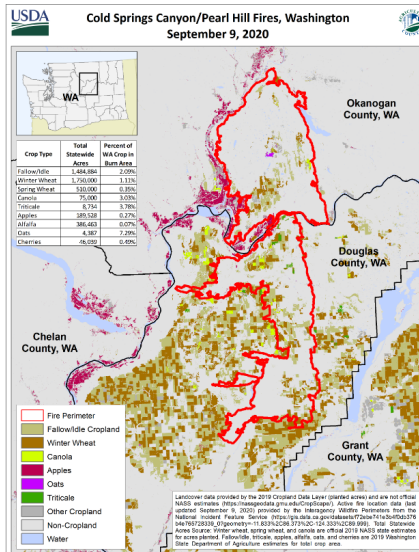 USDA
Cold Springs Canyon/Pearl Hill Fires, Washington
September 9, 2020
WA
Okanogan
County, WA
Crop Type Total Statewide Acres Percent of WA Crop in Burn Area
Fallow/Idle 1,484,884 2.09%
Winter Wheat 1,750,000 1.11%
Spring Wheat 510,000 0.35%
Canola 75,000 3.03%
Triticale 8,734 3.78%
Apples 189,528 0.27%
Alfalfa 386,463 0.07%
Oats 4,387 7.29%
Cherries 46,039 0.49%
Douglas
County, WA
Chelan
County, WA
Grant
County, WA
Fire Perimeter
Fallow/Idle Cropland
Winter Wheat
Canola
Apples
Oats
Triticale
Other Cropland
Non-Cropland
Water
Landcover data provided by the 2019 Cropland Data Layer (planted acres) and are not official
NASS estimates (https://nassgeodata.gmu.edu/CropScape/). Active fire location data (last
updated September 9, 2020) provided by the Interagency Wildfire Perimeters from the
National Incident Feature Service
Total Statewide
Acres Source: Winter wheat, spring wheat, and canola are official 2019 NASS state estimates
for acres planted. Fallow/Idle, triticale, apples, alfalfa, oats, and cherries are 2019 Washington
State Department of Agriculture estimates for total crop area.